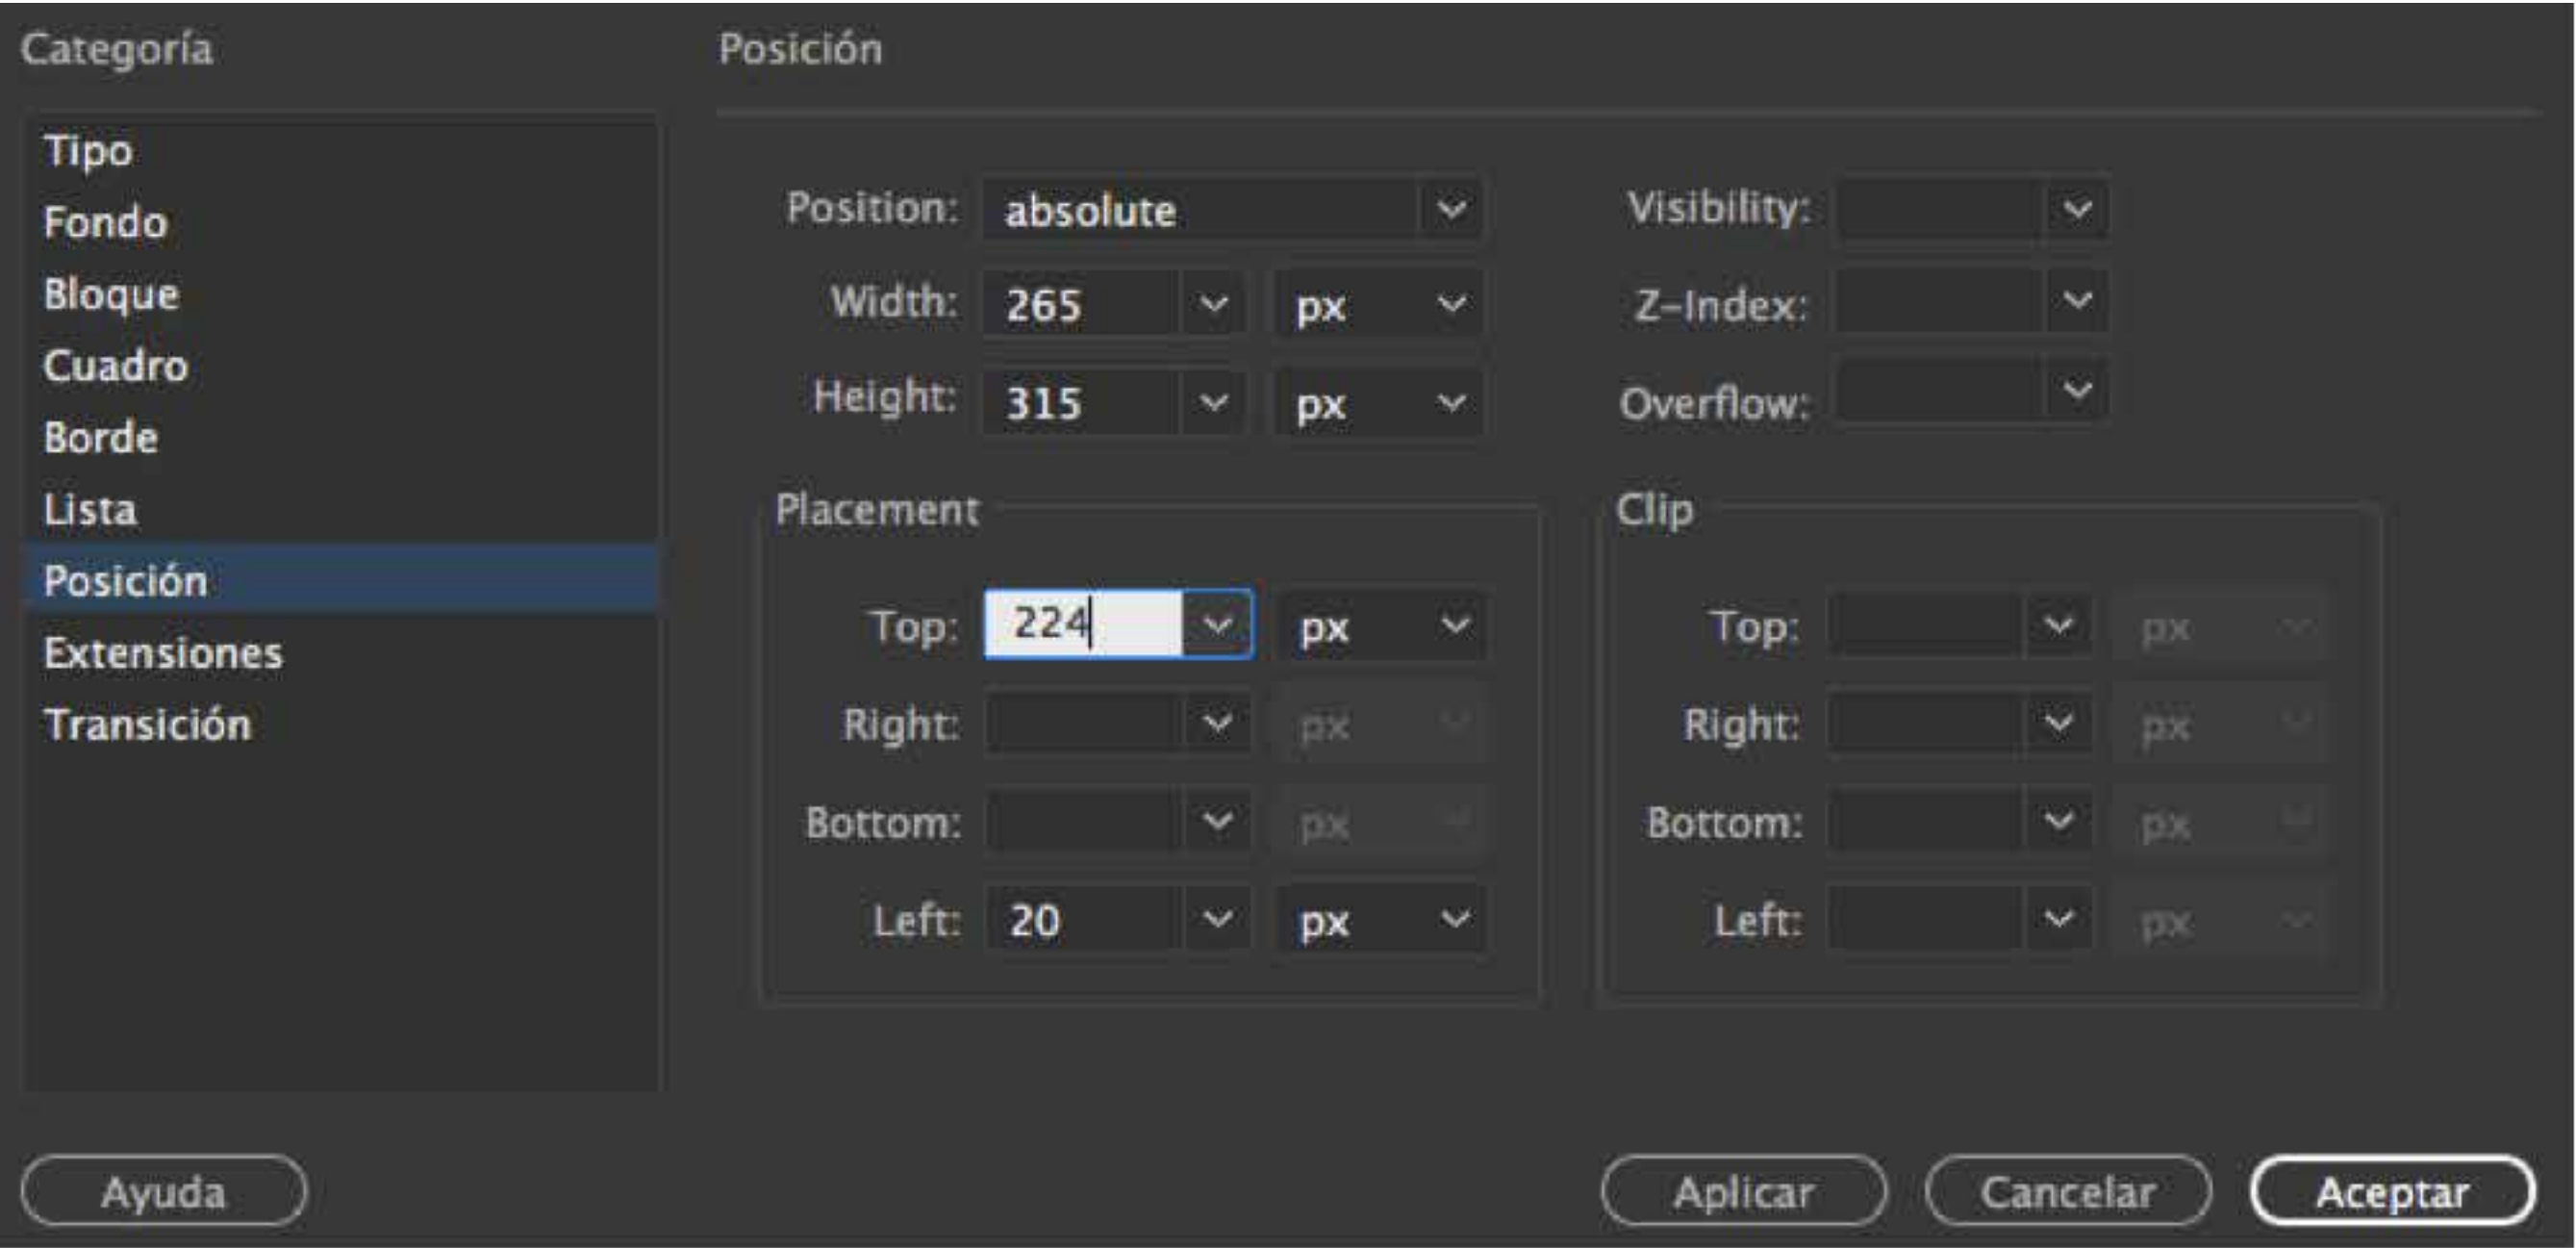 Categoría
Tipo
Fondo
Bloque
Cuadro
Borde
Lista
Posición
Extensiones
Transición
Posición
Position: absolute
Width: 265 px
Height: 315 px
Visibility:
Z-Index:
Overflow:
Placement
Top: 224 px
Right: px
Bottom: px
Left: 20 px
Clip
Top: px
Right: px
Bottom: px
Left: px
Ayuda
Aplicar
Cancelar
Aceptar